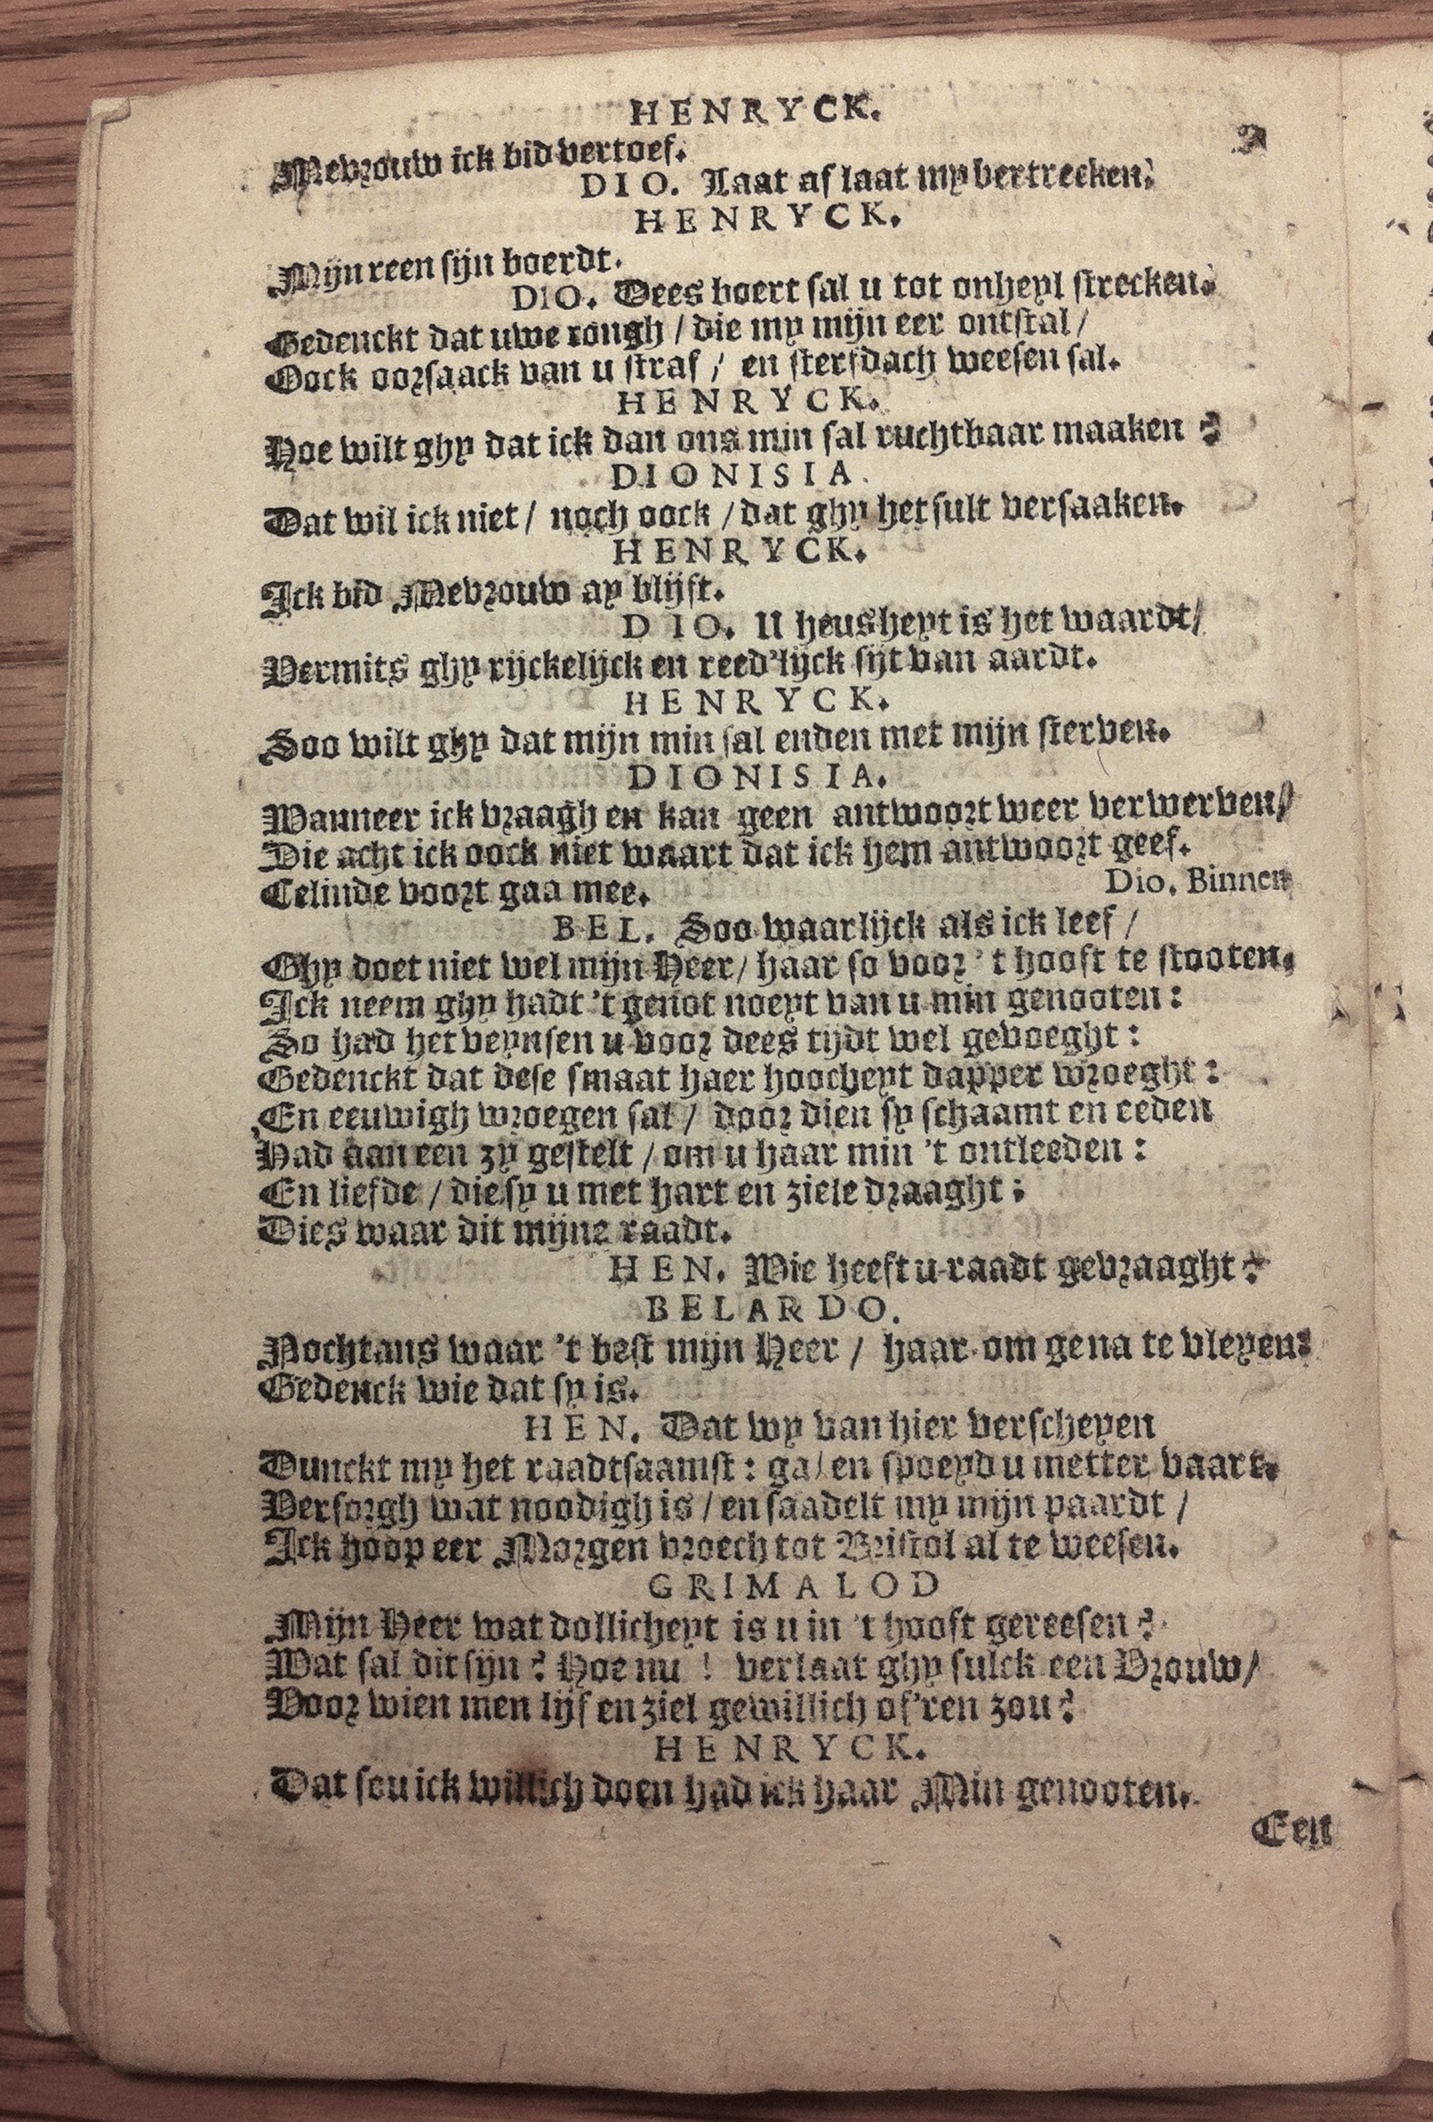 HENRYCK.
Mevrouw ick bid vertoef.
DIO. Laat af laat my vertrecken.
HENRYCK.
Mijn reen sijn boerdt.
DIO. Dees boert sal u tot onheyl strecken.
Gedenckt dat uwe tongh / die my mijn eer ontstal /
Oock oorsaack van u straf / en sterfdach weesen sal.
HENRYCK.
Hoe wilt ghy dat ick dan ons min sal ruchtbaar maaken?
DIONISIA.
Dat wil ick niet / noch oock / dat ghy het sult versaaken.
HENRYCK.
Ick bid Mevrouw ay blijft.
DIO. U heusheyt is het waardt /
Vermits ghy rijckelijck en reed'lijck sijt van aardt.
HENRYCK.
Soo wilt ghy dat mijn min sal enden met mijn sterven.
DIONISIA.
Wanneer ick vraagh en kan geen antwoort weer verwerven /
Die acht ick oock niet waart dat ick hem antwoort geef.
Celinde voort gaa mee. Dio. Binnen
BEL. Soo waarlijck als ick leef /
Ghy doet niet wel mijn Heer / haar so voor 't hooft te stooten.
Ick neem ghy hadt 't genot noeyt van u min genooten:
So had het veynsen u voor dees tijdt wel gevoeght:
Gedenckt dat dese smaat haer hoocheyt dapper wroeght:
En eeuwigh wroegen sal / door dien sy schaamt en eeden
Had aan een zy gestelt / om u haar min 't ontleeden:
En liefde / die sy u met hart en ziele draaght;
Dies waar dit mijne raadt.
HEN. Wie heeft u raadt gevraaght?
BELARDO.
Nochtans waar 't best mijn Heer / haar om gena te vleyen:
Gedenck wie dat sy is.
HEN. Dat wy van hier verscheyen
Dunckt my het raadtsaamst: ga / en spoeyd u metter vaart.
Versorgh wat noodigh is / en saadelt my mijn paardt /
Ick hoop eer Morgen vroech tot Bristol al te weesen.
GRIMALOD
Mijn Heer wat dollicheyt is u in 't hooft gereesen?
Wat sal dit sijn? Hoe nu! verlaat ghy sulck een Vrouw /
Voor wien men lijf en ziel gewillich of'ren zou?
HENRYCK.
Dat sou ick willich doen had ick haar Min genooten.
Een